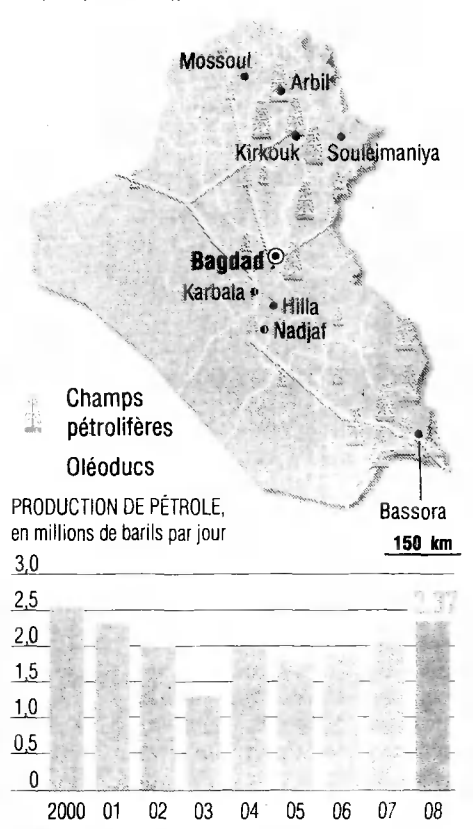 Mossoul
Arbil
Kirkouk
Soulejmaniya
Bagdad
Karbala
Hilla
Nadjaf
Champs
pétrolifères
Oléoducs
Bassora
150 km
PRODUCTION DE PÉTROLE,
en millions de barils par jour
3,0
2,5
2,37
2,0
1,5
1,0
0,5
0
2000 01 02 03 04 05 06 07 08